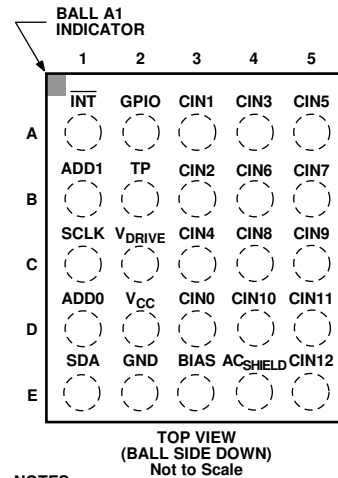 BALL A1
INDICATOR
1 2 3 4 5
INT GPIO CIN1 CIN3 CIN5
A
ADD1 TP CIN2 CIN6 CIN7
B
SCLK VDRIVE CIN4 CIN8 CIN9
C
ADD0 VCC CIN0 CIN10 CIN11
D
SDA GND BIAS ACSHIELD CIN12
E
TOP VIEW
(BALL SIDE DOWN)
Not to Scale
NOTES